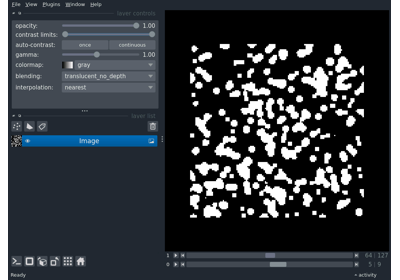 File View Plugins Window Help
layer controls
opacity: 1.00
contrast limits:
auto-contrast: once continuous
gamma: 1.00
colormap: gray
blending: translucent_no_depth
interpolation: nearest
layer list
Image
1 64 127
0 5 9
Ready activity